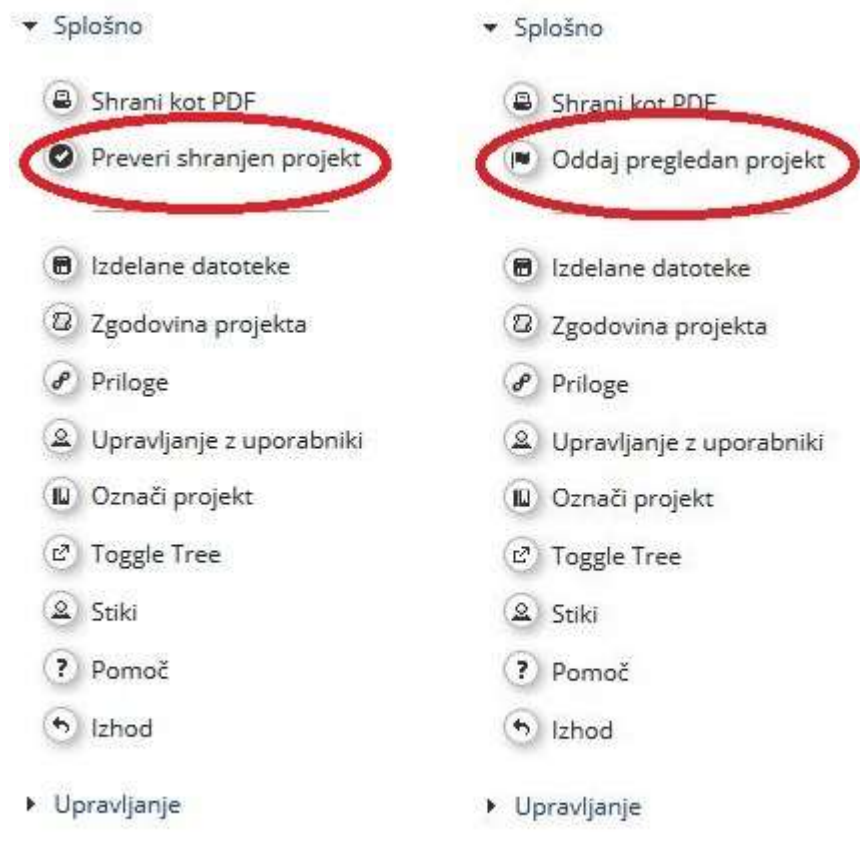 Splošno
Shrani kot PDF
Preveri shranjen projekt
Izdelane datoteke
Zgodovina projekta
Priloge
Upravljanje z uporabniki
Označi projekt
Toggle Tree
Stiki
Pomoč
Izhod
Upravljanje
Splošno
Shrani kot PDF
Oddaj pregledan projekt
Izdelane datoteke
Zgodovina projekta
Priloge
Upravljanje z uporabniki
Označi projekt
Toggle Tree
Stiki
Pomoč
Izhod
Upravljanje